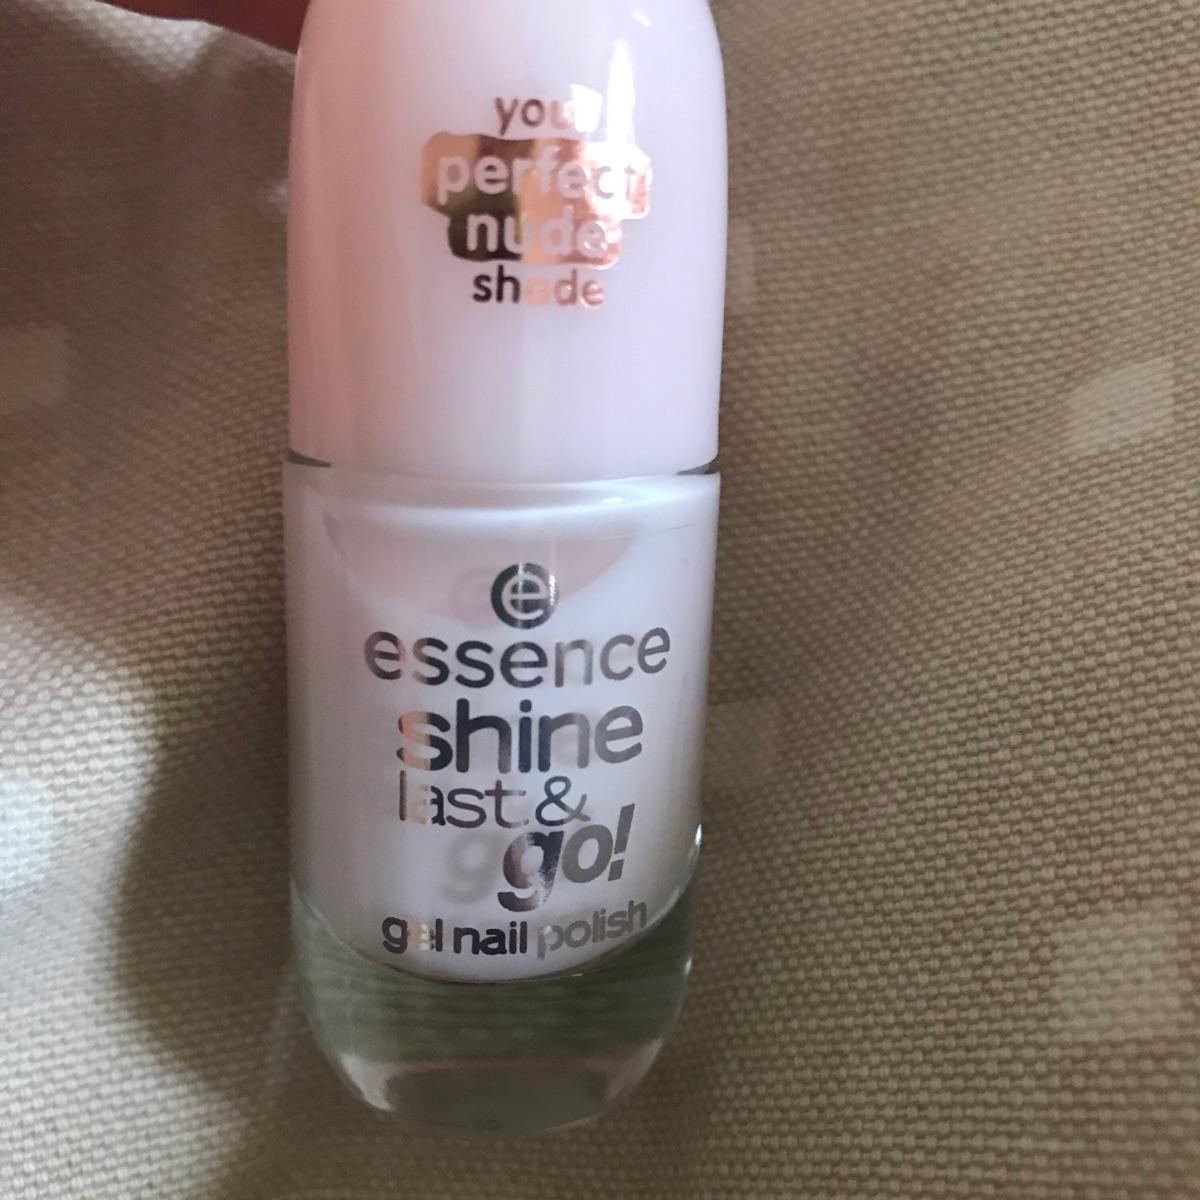 your
perfect
nude
shade
e
essence
shine
last &
go!
gel nail polish